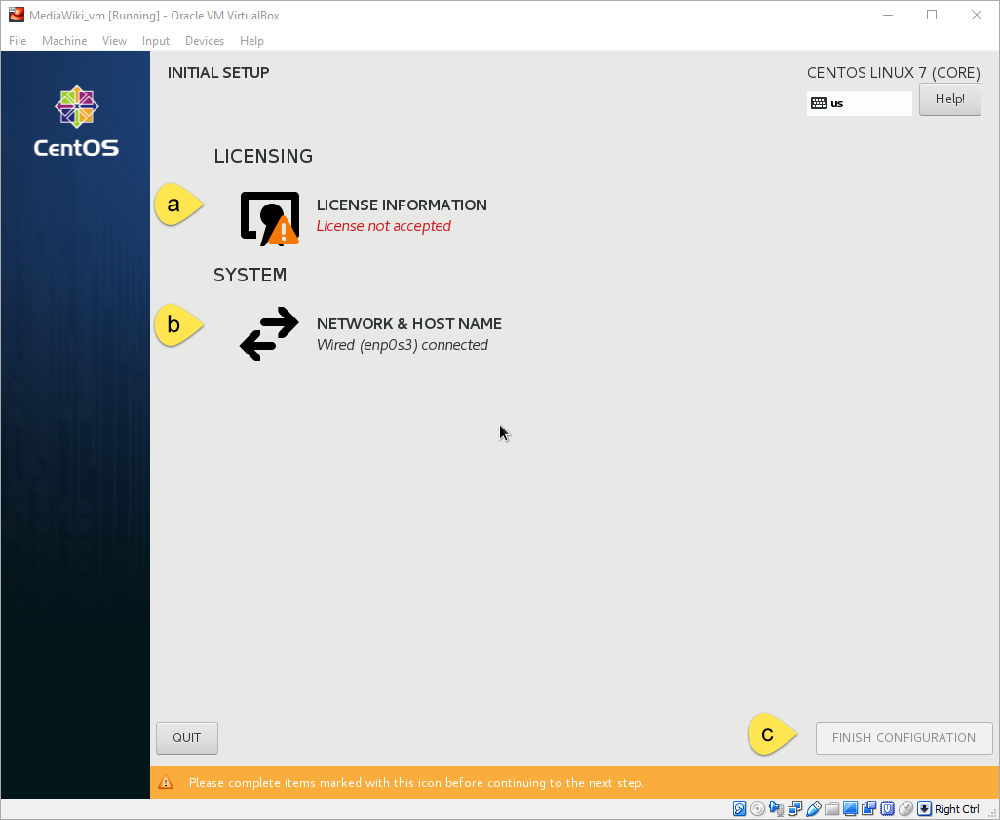 MediaWiki_vm [Running] - Oracle VM VirtualBox
File Machine View Input Devices Help
INITIAL SETUP
CENTOS LINUX 7 (CORE)
us
Help!
CentOS
LICENSING
a
LICENSE INFORMATION
License not accepted
SYSTEM
b
NETWORK & HOST NAME
Wired (enp0s3) connected
QUIT
c
FINISH CONFIGURATION
Please complete items marked with this icon before continuing to the next step.
Right Ctrl